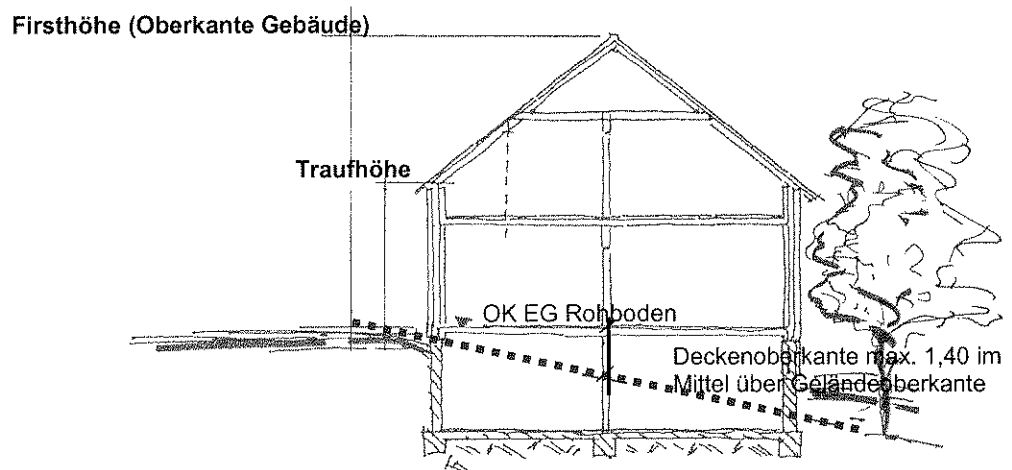 Firsthöhe (Oberkante Gebäude)
Traufhöhe
OK EG Rohboden
Deckenoberkante max. 1,40 im
Mittel über Geländeoberkante